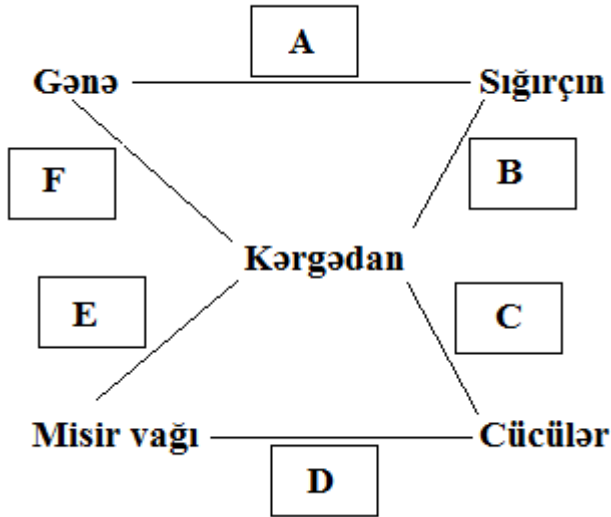 A
Gənə Sığırçın
F B
Kərgədan
E C
Misir vağı Cücülər
D